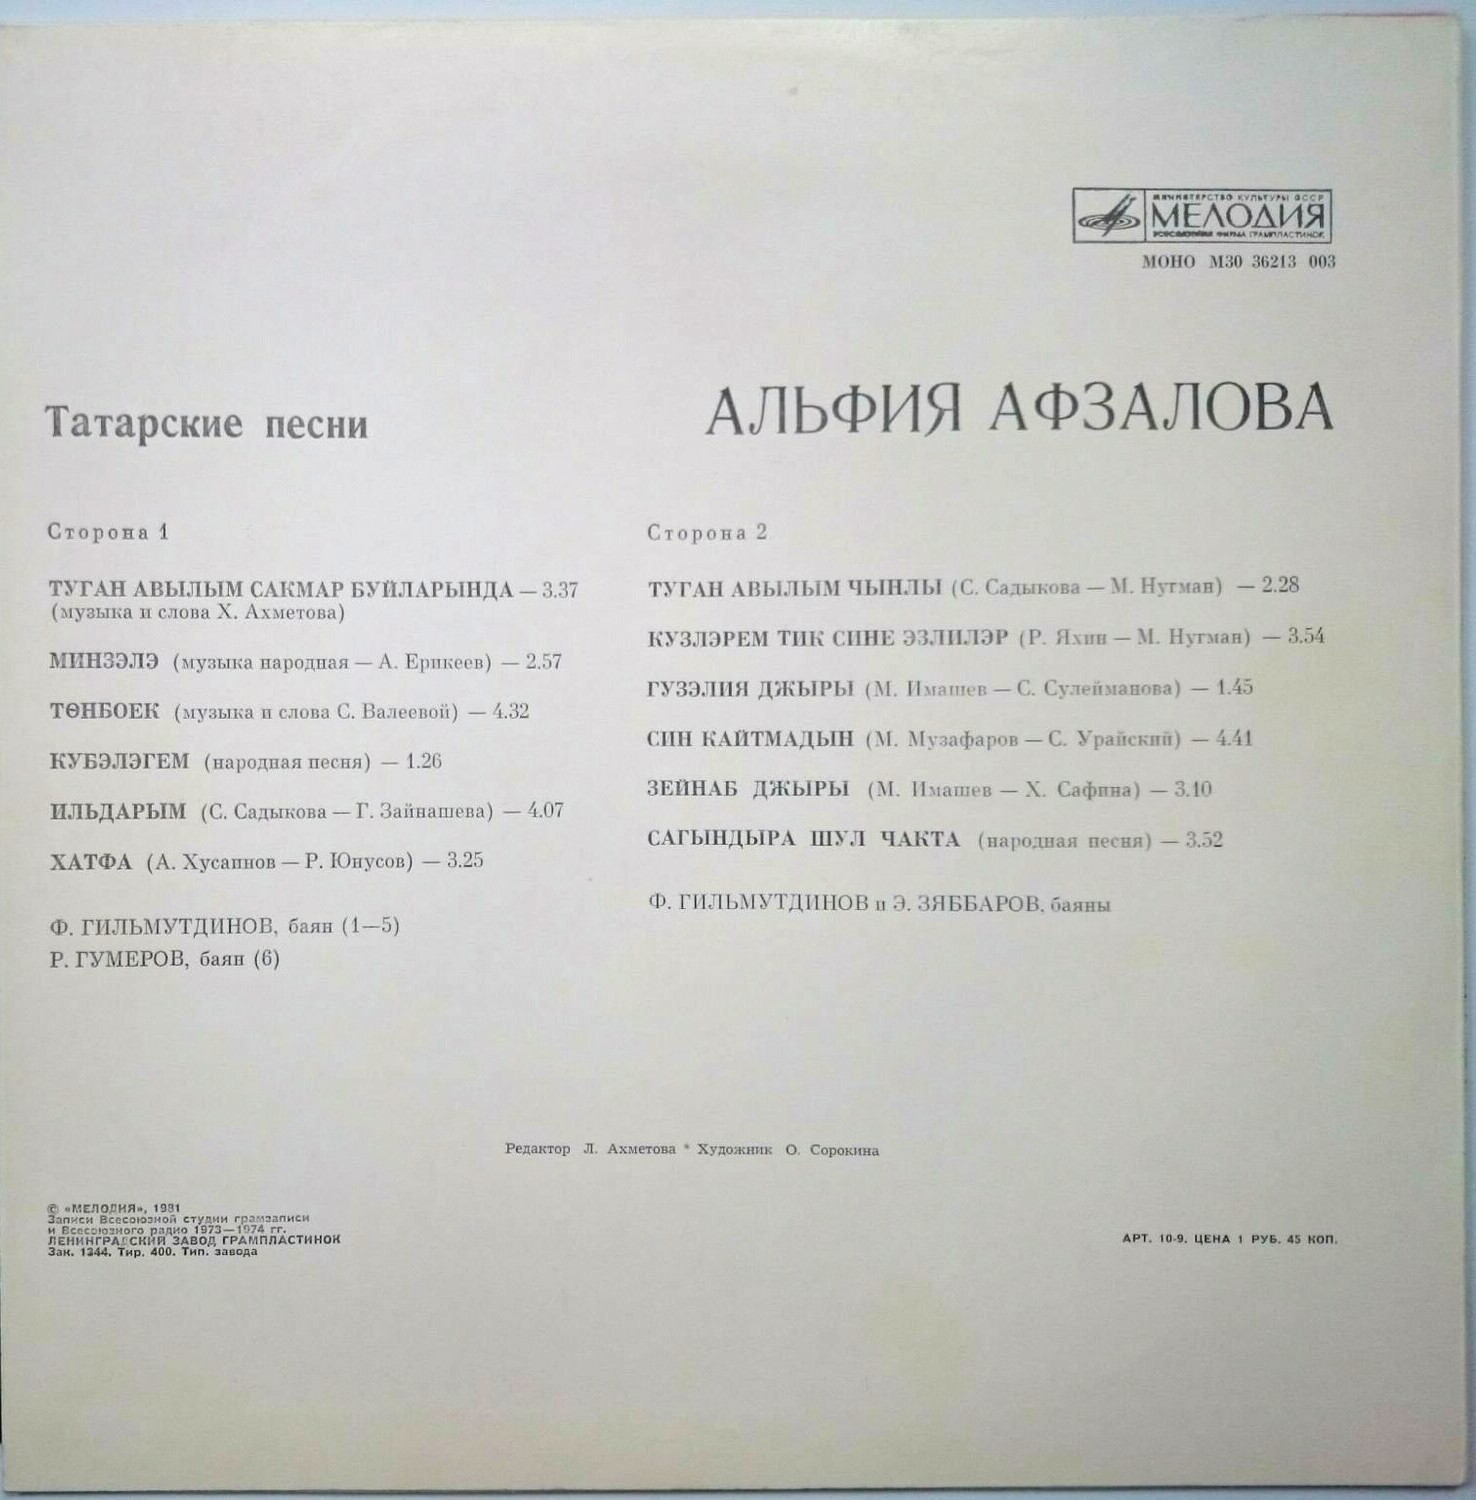 МИНИСТЕРСТВО КУЛЬТУРЫ СССР
МЕЛОДИЯ
ВСЕСОЮЗНАЯ ФИРМА ГРАМПЛАСТИНОК
МОНО М30 36213 003
Татарские песни
АЛЬФИЯ АФЗАЛОВА
Сторона 1
ТУГАН АВЫЛЫМ САКМАР БУЙЛАРЫНДА — 3.37
(музыка и слова Х. Ахметова)
МИНЗЭЛЭ (музыка народная — А. Ерикеев) — 2.57
ТӨНБОЕК (музыка и слова С. Валеевой) — 4.32
КУБЭЛЭГЕМ (народная песня) — 1.26
ИЛЬДАРЫМ (С. Садыкова — Г. Зайнашева) — 4.07
ХАТФА (А. Хусаинов — Р. Юнусов) — 3.25
Ф. ГИЛЬМУТДИНОВ, баян (1—5)
Р. ГУМЕРОВ, баян (6)
Сторона 2
ТУГАН АВЫЛЫМ ЧЫНЛЫ (С. Садыкова — М. Нугман) — 2.28
КУЗЛЭРЕМ ТИК СИНЕ ЭЗЛИЛЭР (Р. Яхин — М. Нугман) — 3.54
ГУЗЭЛИЯ ДЖЫРЫ (М. Имашев — С. Сулейманова) — 1.45
СИН КАЙТМАДЫН (М. Музафаров — С. Урайский) — 4.41
ЗЕЙНАБ ДЖЫРЫ (М. Имашев — Х. Сафина) — 3.10
САГЫНДЫРА ШУЛ ЧАКТА (народная песня) — 3.52
Ф. ГИЛЬМУТДИНОВ и Э. ЗЯББАРОВ, баяны
Редактор Л. Ахметова * Художник О. Сорокина
© «МЕЛОДИЯ», 1981
Записи Всесоюзной студии грамзаписи
и Всесоюзного радио 1973—1974 гг.
ЛЕНИНГРАДСКИЙ ЗАВОД ГРАМПЛАСТИНОК
Зак. 1344. Тир. 400. Тип. завода
АРТ. 10-9. ЦЕНА 1 РУБ. 45 КОП.